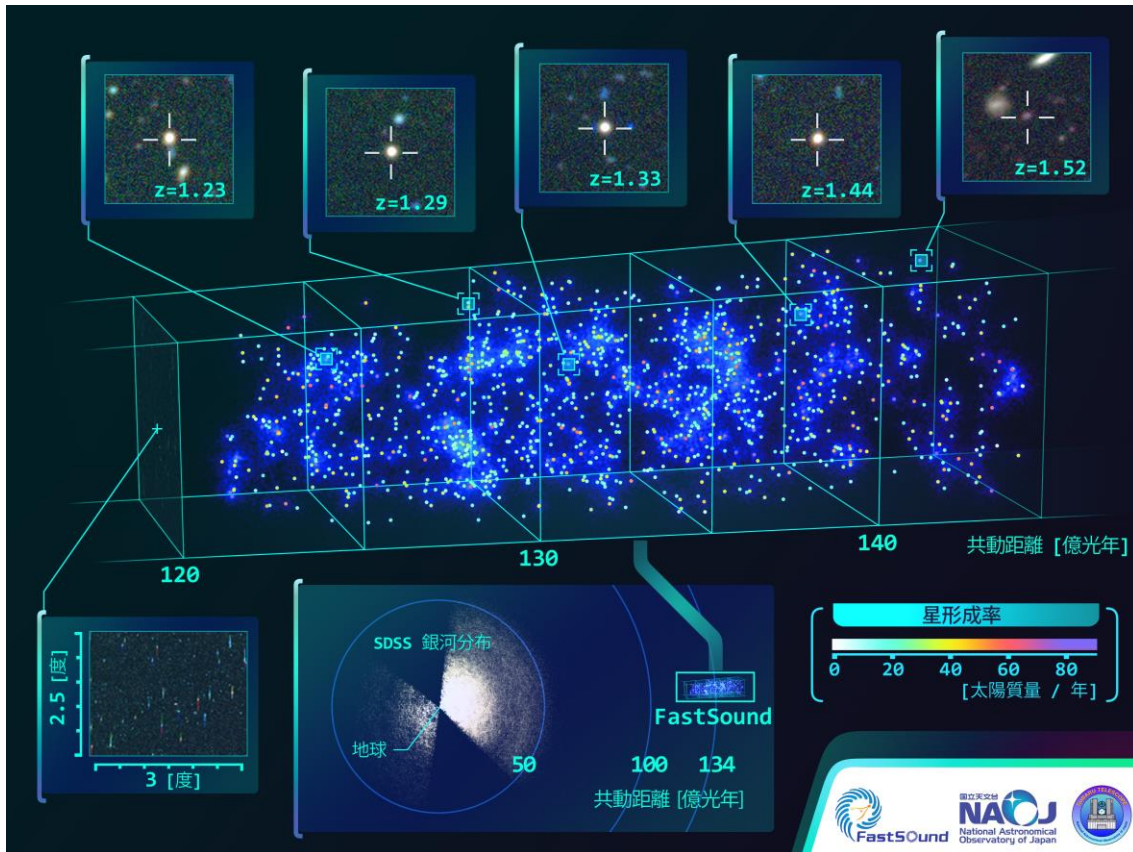 z=1.23
z=1.29
z=1.33
z=1.44
z=1.52
120
130
140
共動距離 [億光年]
2.5 [度]
3 [度]
SDSS 銀河分布
地球
50
100
134
FastSound
共動距離 [億光年]
星形成率
0 20 40 60 80
[太陽質量 / 年]
FastSound
国立天文台
NAOJ
National Astronomical
Observatory of Japan
SUBARU TELESCOPE